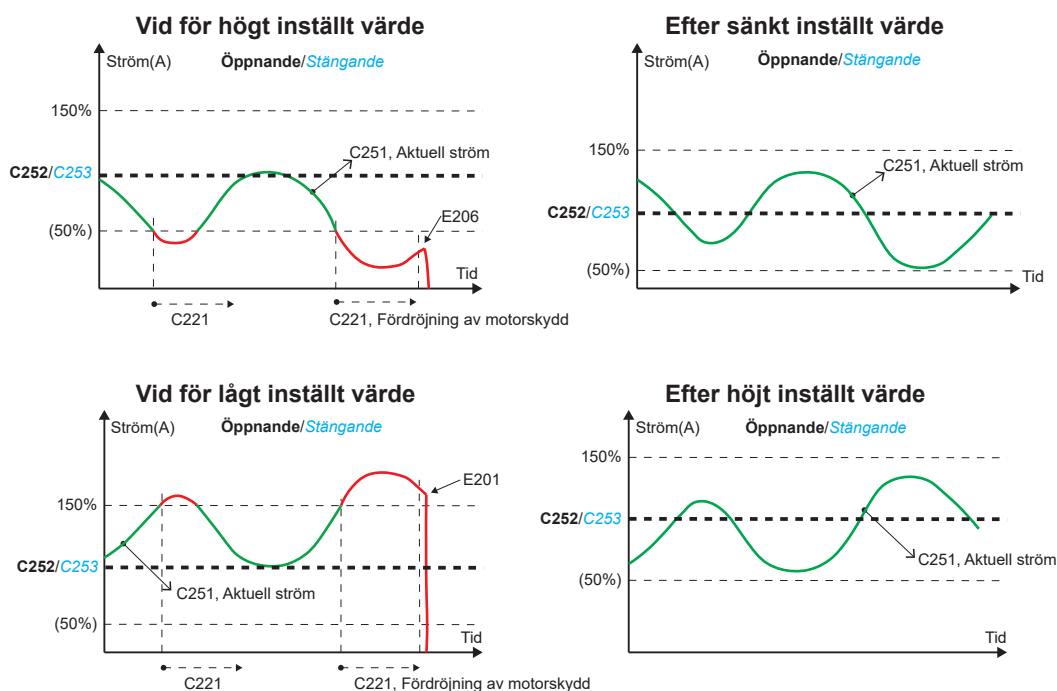 Vid för högt inställt värde
Ström(A)
Öppnande/Stängande
150%
C251, Aktuell ström
C252/C253
E206
(50%)
Tid
C221
C221, Fördröjning av motorskydd
Efter sänkt inställt värde
Ström(A)
Öppnande/Stängande
150%
C251, Aktuell ström
C252/C253
(50%)
Tid
Vid för lågt inställt värde
Ström(A)
Öppnande/Stängande
E201
150%
C252/C253
C251, Aktuell ström
(50%)
Tid
C221
C221, Fördröjning av motorskydd
Efter höjt inställt värde
Ström(A)
Öppnande/Stängande
150%
C252/C253
C251, Aktuell ström
(50%)
Tid